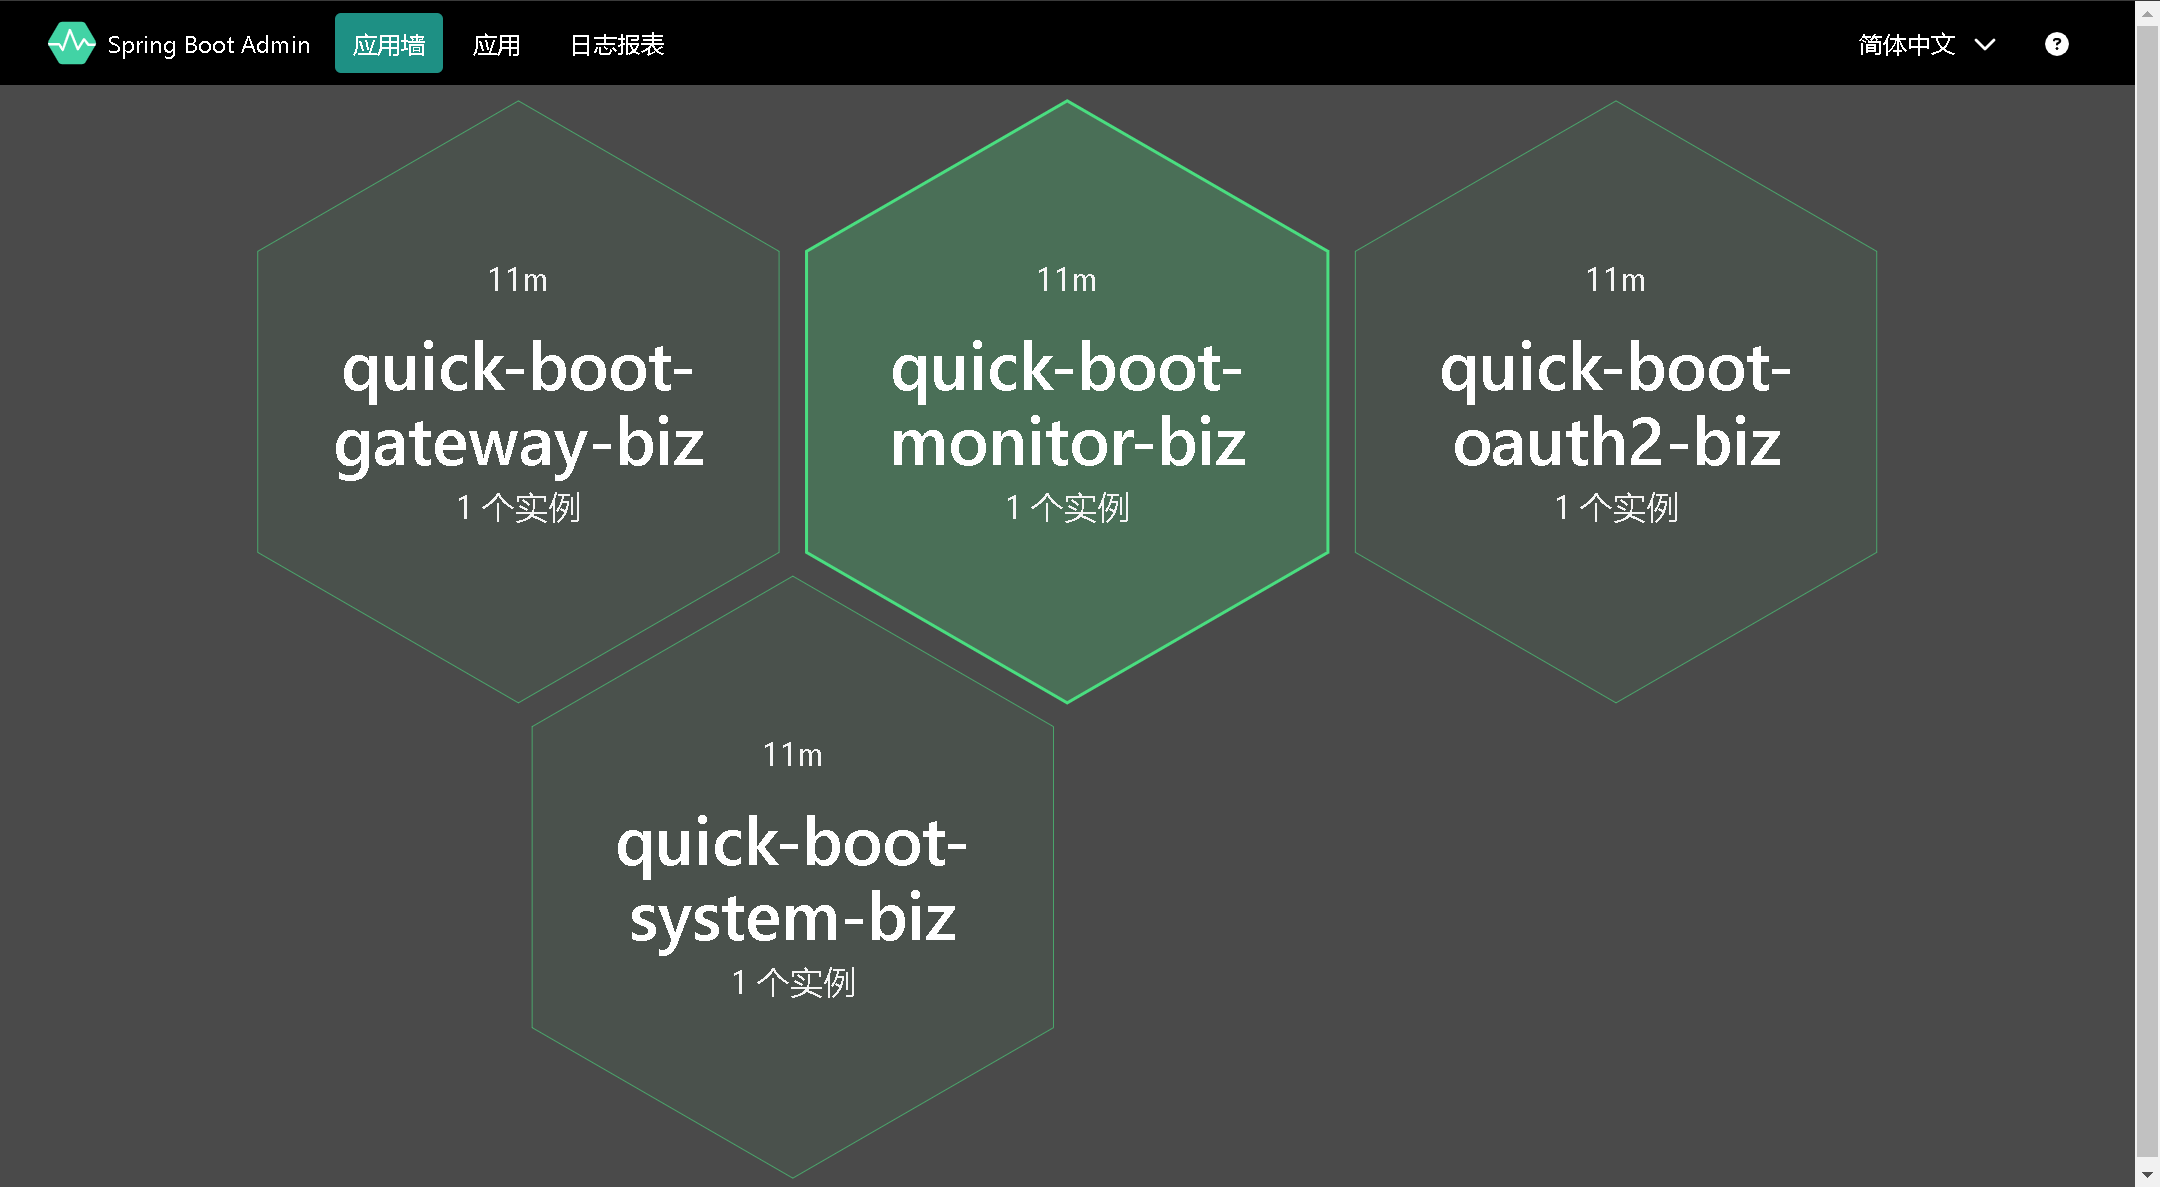 Spring Boot Admin 应用墙 应用 日志报表 简体中文 ?
11m
quick-boot-
gateway-biz
1 个实例
11m
quick-boot-
monitor-biz
1 个实例
11m
quick-boot-
oauth2-biz
1 个实例
11m
quick-boot-
system-biz
1 个实例